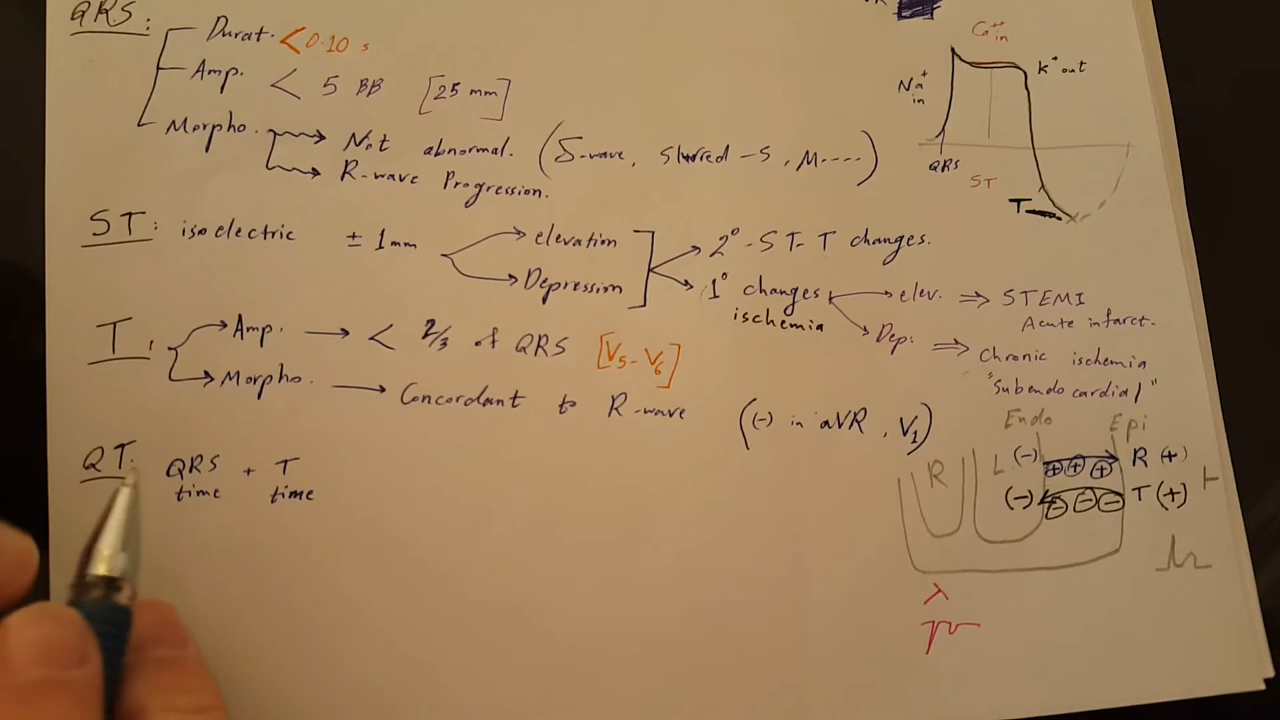 QRS:
Durat. < 0.10 s
Amp. < 5 BB [25 mm]
Morpho. Not abnormal. (δ-wave, slurred-S, M....)
R-wave Progression.
Ca++ in
Na+ in
K+ out
QRS
ST
T
ST: isoelectric ± 1mm
elevation
Depression
2° - ST-T changes.
1° changes
ischemia
elev. ⇒ STEMI
Acute infarct.
Dep. ⇒ Chronic ischemia
"Subendocardial"
T:
Amp. → < 2/3 of QRS [V5-V6]
Morpho. → Concordant to R-wave ((-) in aVR, V1)
QT: QRS + T
time time
Endo Epi
R L (-) + + + R (+)
(-) - - - T (+)